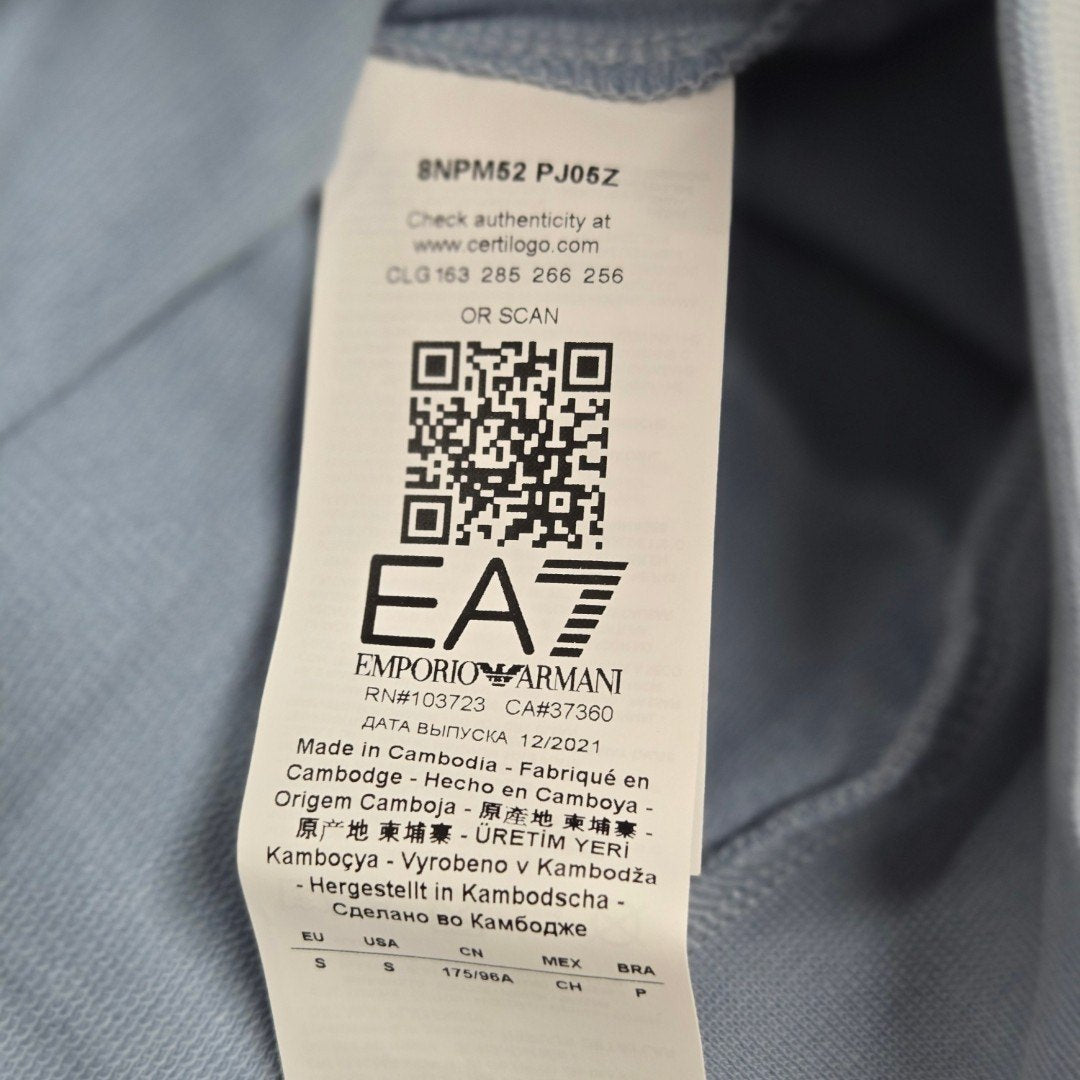 8NPM52 PJ05Z
Check authenticity at
www.certilogo.com
CLG 163 285 266 256
OR SCAN
EA7
EMPORIO ARMANI
RN#103723 CA#37360
ДАТА ВЫПУСКА 12/2021
Made in Cambodia - Fabriqué en
Cambodge - Hecho en Camboya -
Origem Camboja - 原產地 柬埔寨 -
原产地 柬埔寨 - ÜRETİM YERİ
Kamboçya - Vyrobeno v Kambodža
- Hergestellt in Kambodscha -
Сделано во Камбодже
EU USA CN MEX BRA
S S 175/96A CH P